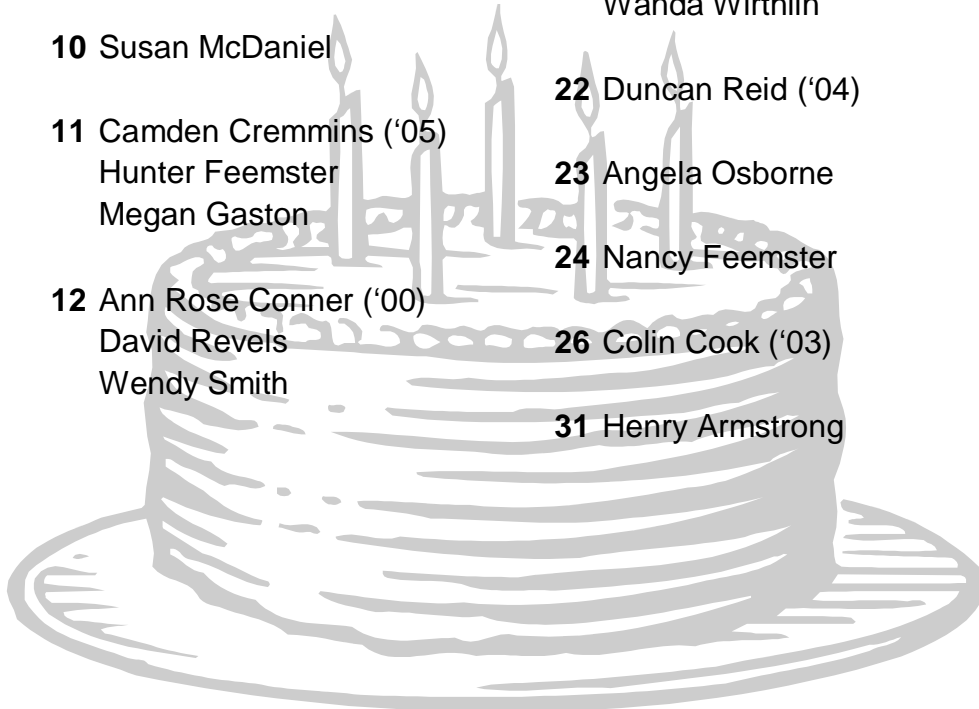 10 Susan McDaniel
11 Camden Cremmins (‘05)
Hunter Feemster
Megan Gaston
12 Ann Rose Conner (‘00)
David Revels
Wendy Smith
Wanda Wirthlin
22 Duncan Reid (‘04)
23 Angela Osborne
24 Nancy Feemster
26 Colin Cook (‘03)
31 Henry Armstrong